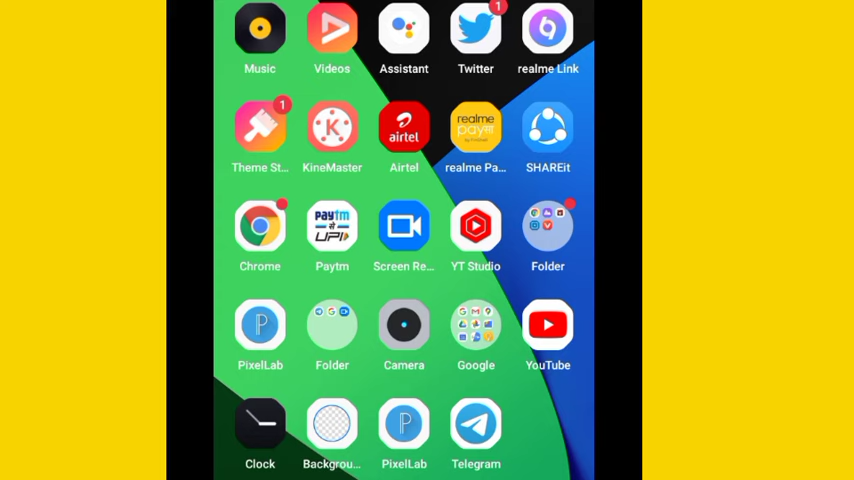 1
Music Videos Assistant Twitter realme Link
1
K airtel realme payसा
Theme St... KineMaster Airtel realme Pa... SHAREit
Paytm से UPI
Chrome Paytm Screen Re... YT Studio Folder
PixelLab Folder Camera Google YouTube
Clock Backgrou... PixelLab Telegram